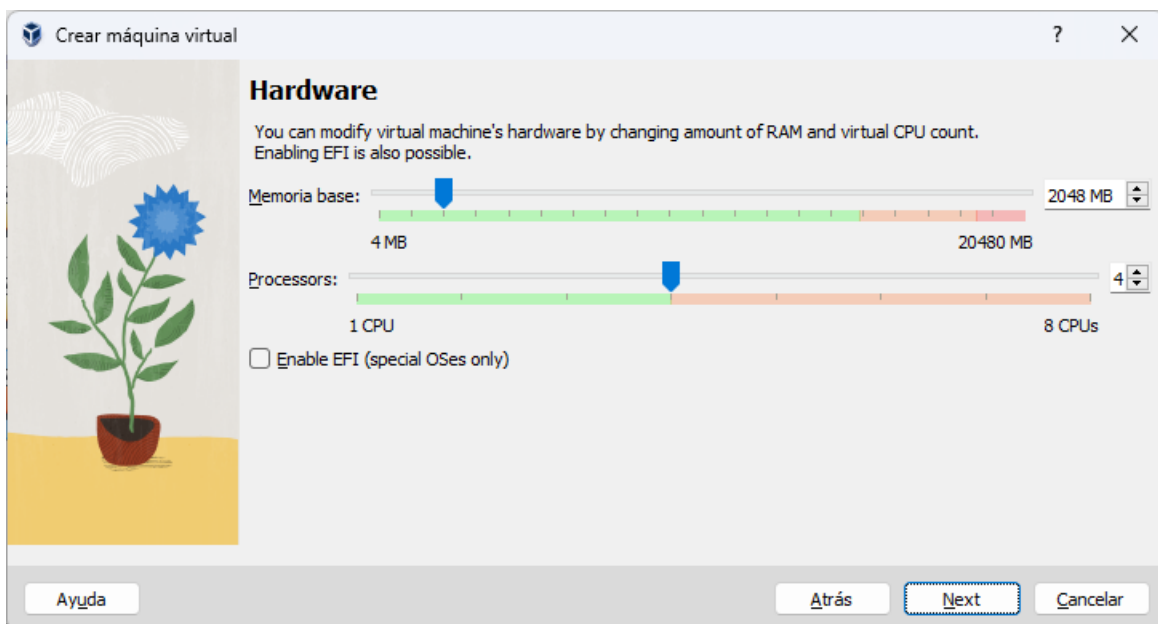 Crear máquina virtual
?
Hardware
You can modify virtual machine's hardware by changing amount of RAM and virtual CPU count.
Enabling EFI is also possible.
Memoria base:
2048 MB
4 MB
20480 MB
Processors:
4
1 CPU
8 CPUs
Enable EFI (special OSes only)
Ayuda
Atrás
Next
Cancelar